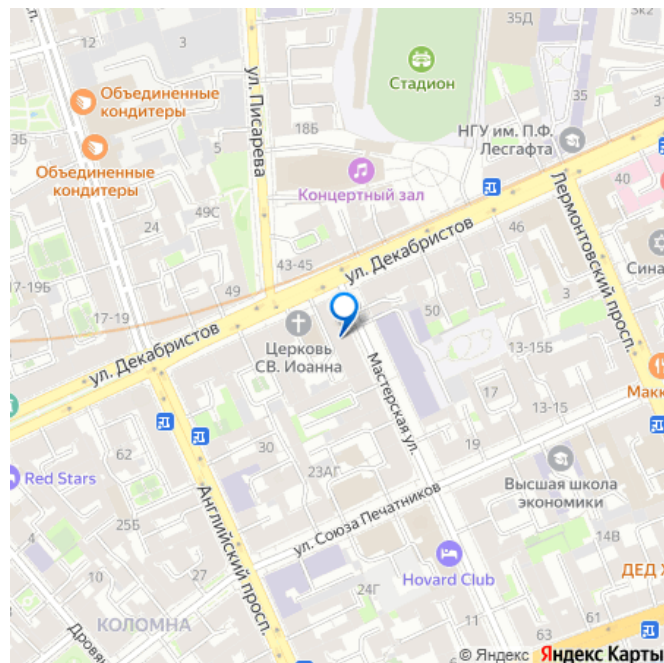 35Д
3к2
12
3
Стадион
35
Объединенные
кондитеры
ул. Писарева
18Б
НГУ им. П.Ф.
Лесгафта
31
Объединенные
кондитеры
Концертный зал
40
Лермонтовский просп.
24
49С
46
Сина
43-45
ул. Декабристов
17-19Б
49
3
50
17-19
Церковь
СВ. Иоанна
13-15Б
ул. Декабристов
Мастерская ул.
17
Макк
13-15
62
30
19
Red Stars
23АГ
Высшая школа
экономики
Английский просп.
ул. Союза Печатников
25Б
4
14В
10
27
Hovard Club
ДЕД Х
24Г
КОЛОМНА
Дровян
11
61
© Яндекс Яндекс Карты